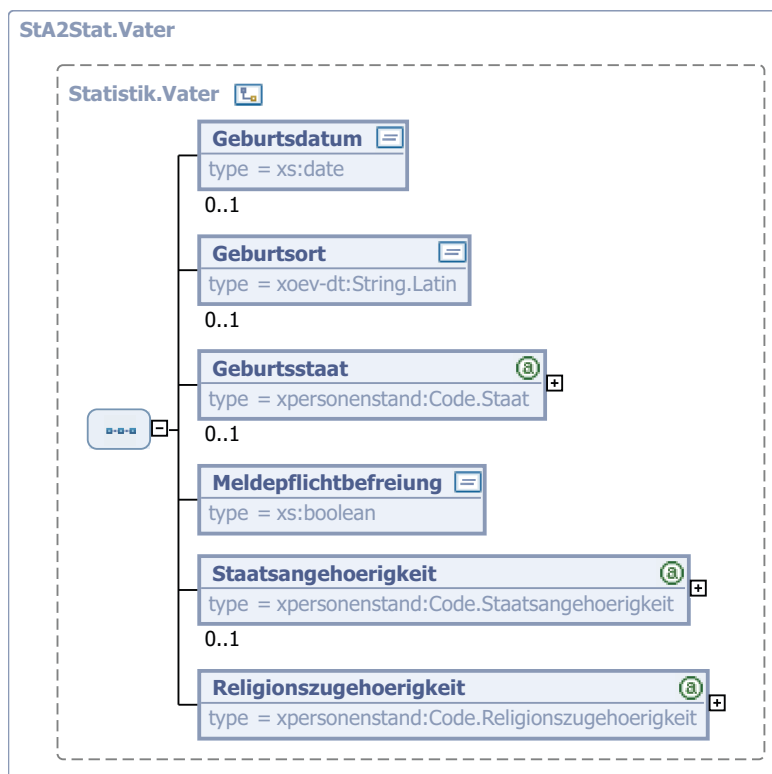 StA2Stat.Vater
Statistik.Vater
Geburtsdatum
type = xs:date
0..1
Geburtsort
type = xoev-dt:String.Latin
0..1
Geburtsstaat
type = xpersonenstand:Code.Staat
0..1
Meldepflichtbefreiung
type = xs:boolean
Staatsangehoerigkeit
type = xpersonenstand:Code.Staatsangehoerigkeit
0..1
Religionszugehoerigkeit
type = xpersonenstand:Code.Religionszugehoerigkeit